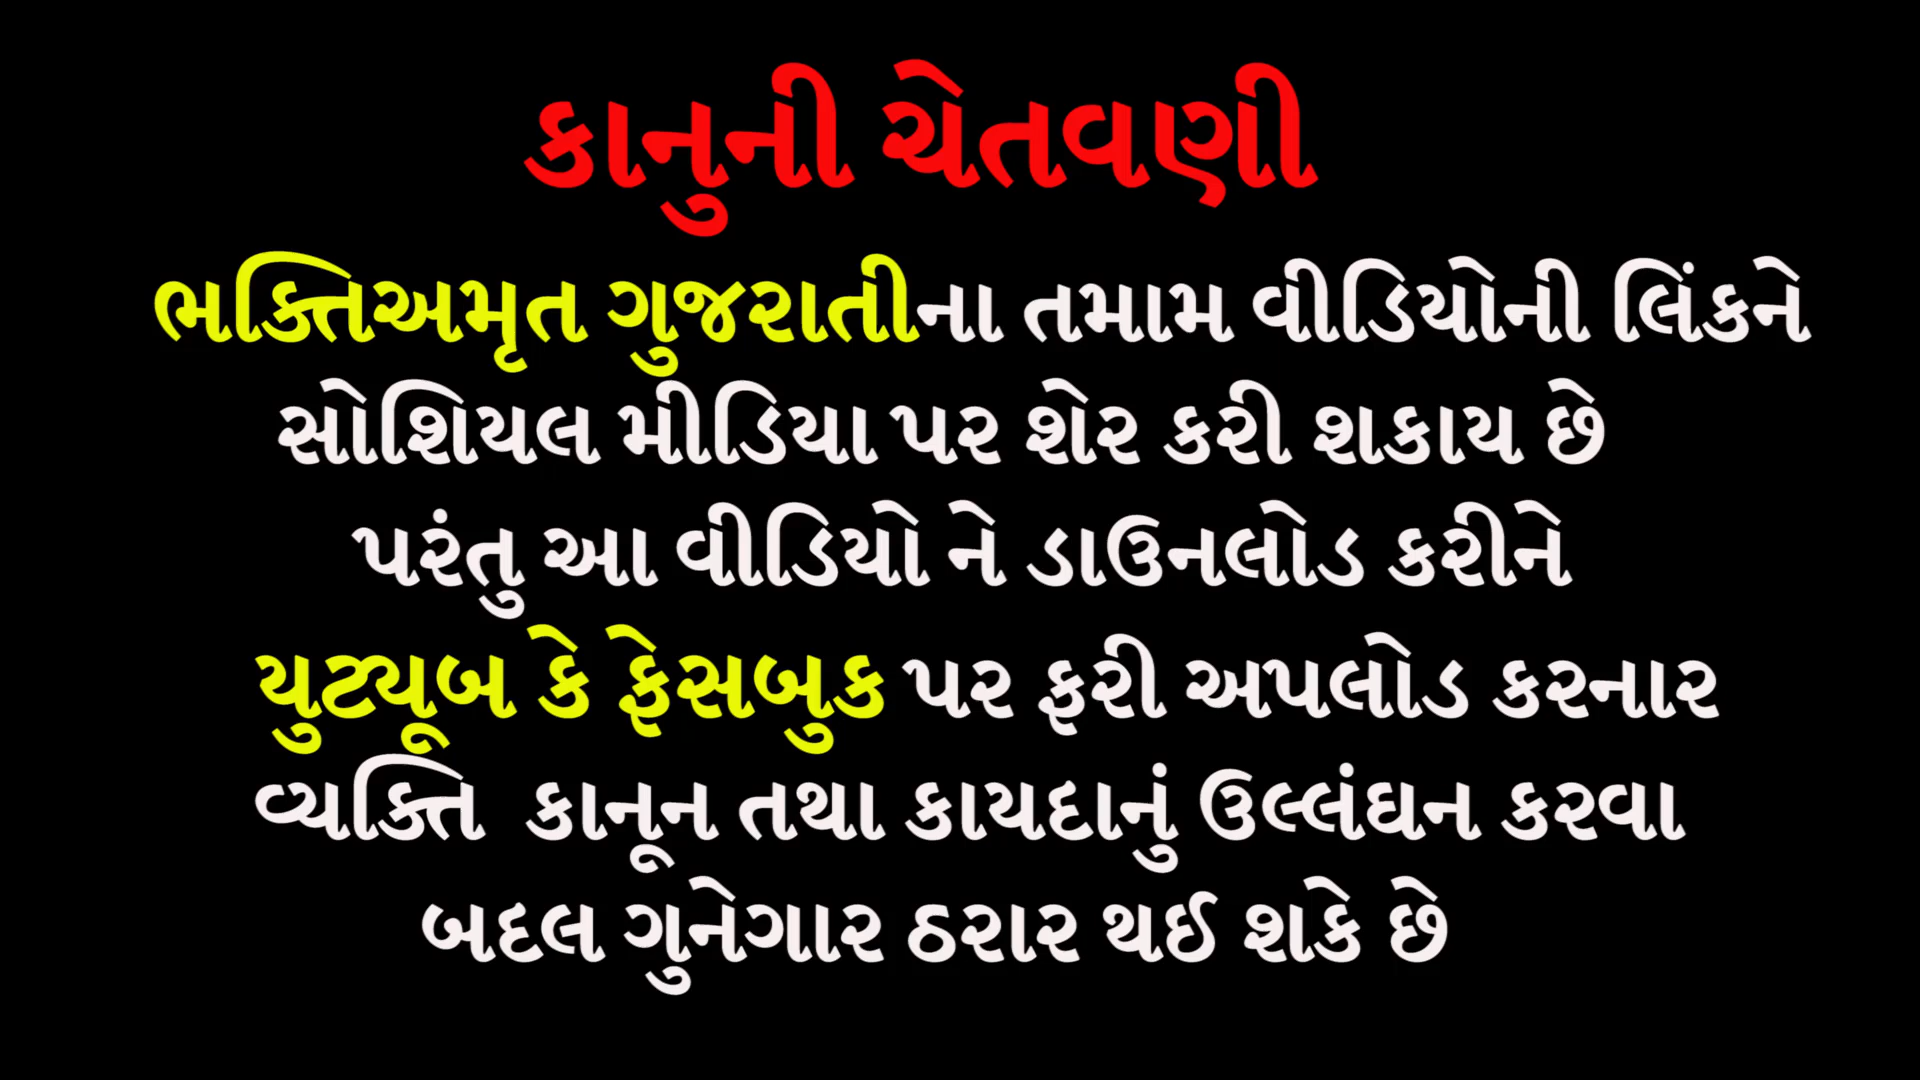 કાનુની ચેતવણી
ભક્તિઅમૃત ગુજરાતીના તમામ વીડિયોની લિંકને
સોશિયલ મીડિયા પર શેર કરી શકાય છે
પરંતુ આ વીડિયો ને ડાઉનલોડ કરીને
યુટ્યૂબ કે ફેસબુક પર ફરી અપલોડ કરનાર
વ્યક્તિ કાનૂન તથા કાયદાનું ઉલ્લંઘન કરવા
બદલ ગુનેગાર ઠરાર થઈ શકે છે